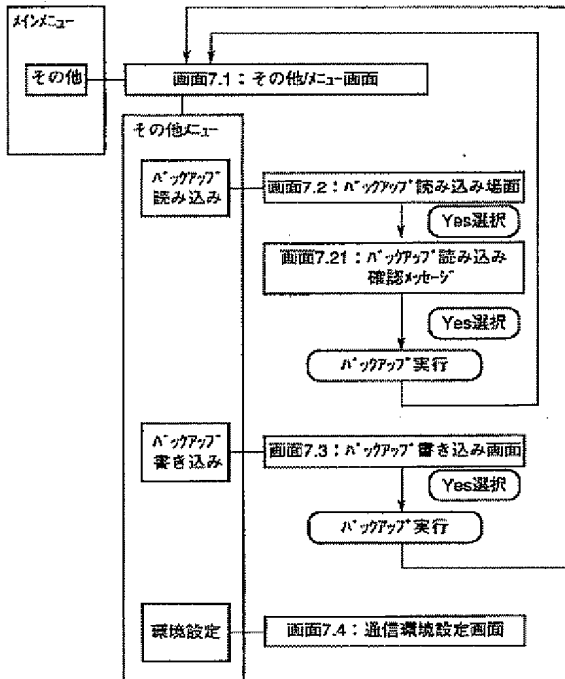 メインメニュー
その他
画面7.1：その他メニュー画面
その他メニュー
バックアップ
読み込み
画面7.2：バックアップ読み込み場面
Yes選択
画面7.21：バックアップ読み込み
確認メッセージ
Yes選択
バックアップ実行
バックアップ
書き込み
画面7.3：バックアップ書き込み画面
Yes選択
バックアップ実行
環境設定
画面7.4：通信環境設定画面